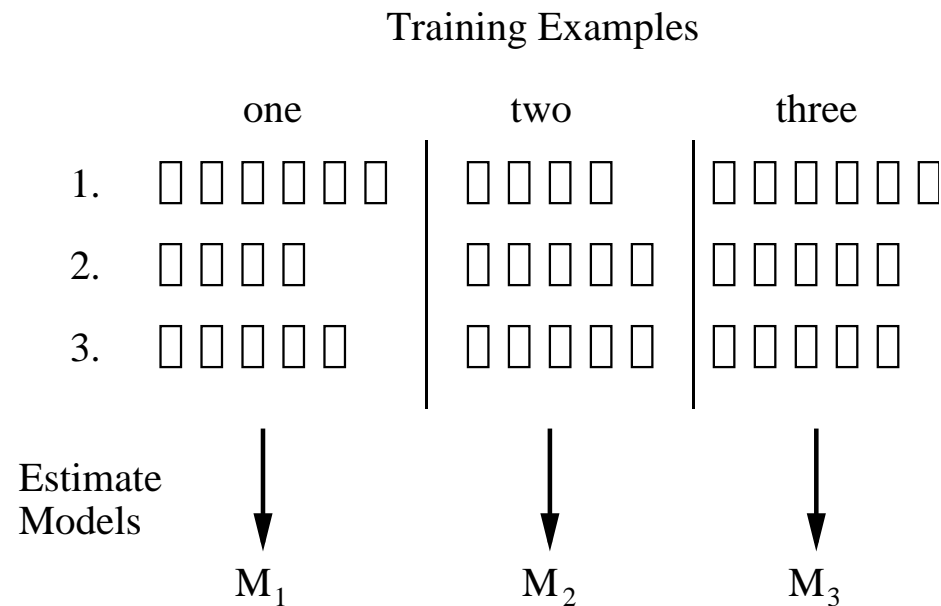 Training Examples
one two three
1.
2.
3.
Estimate
Models
M₁ M₂ M₃